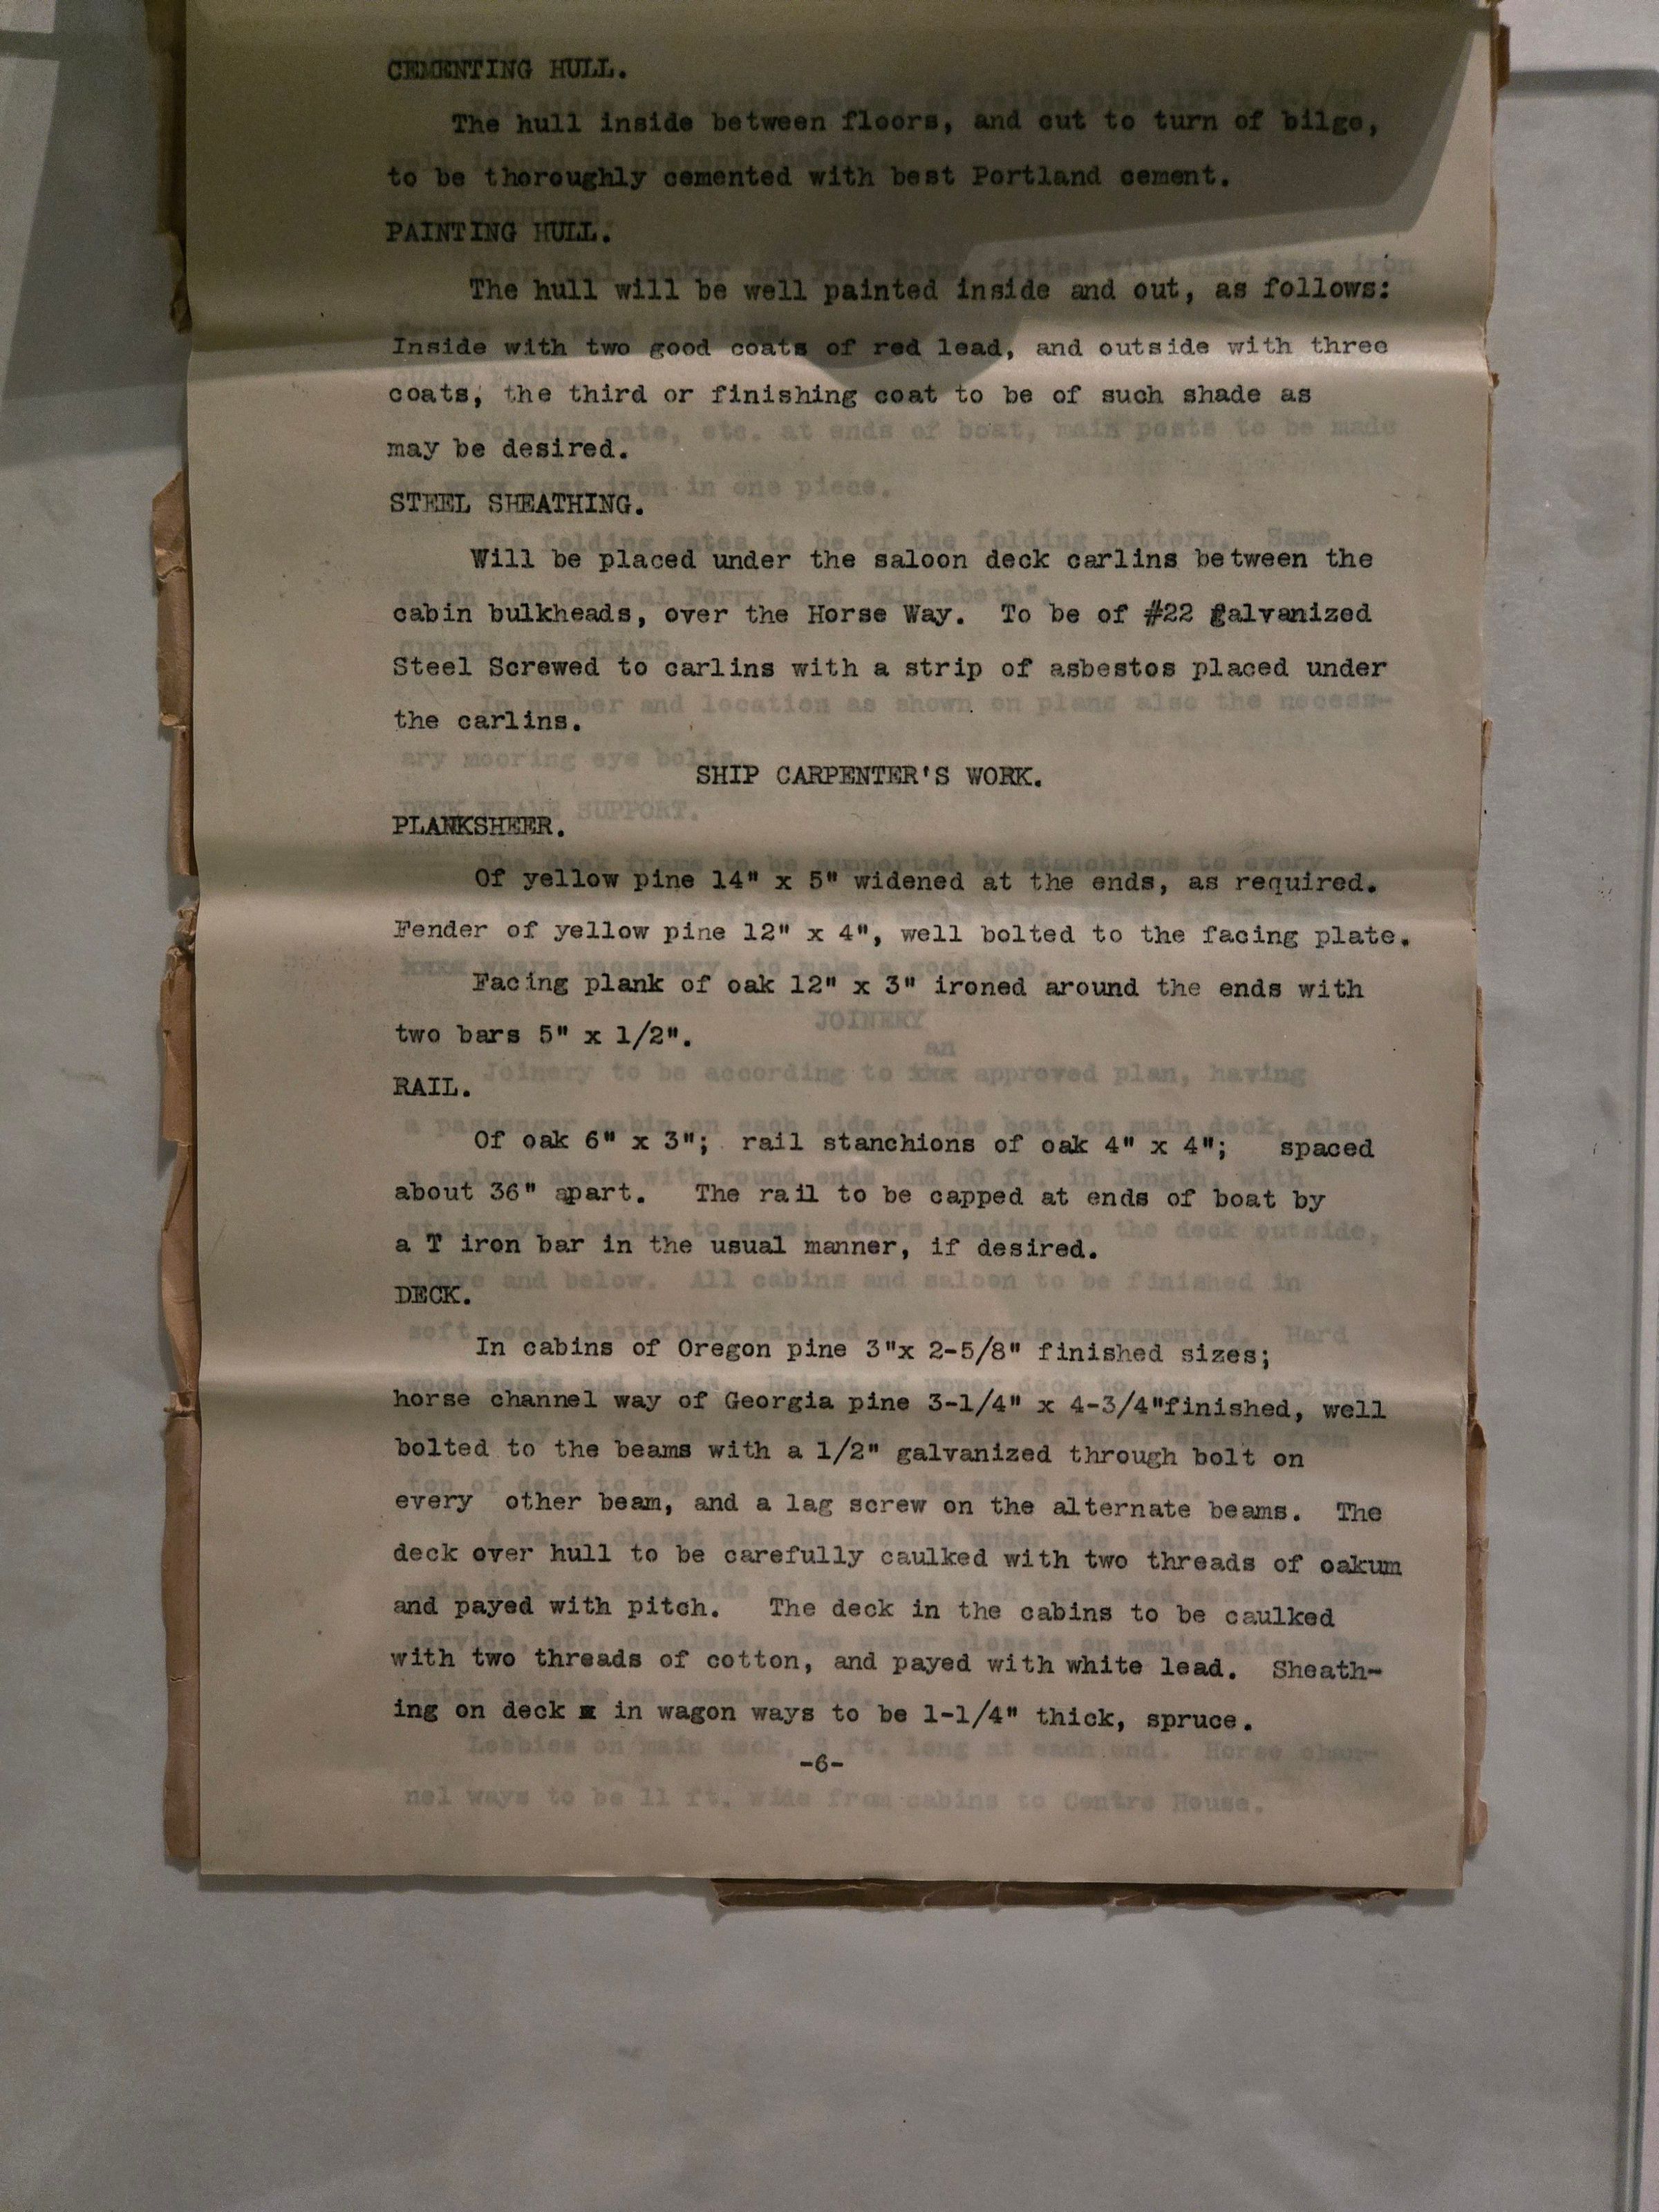 CEMENTING HULL.
The hull inside between floors, and out to turn of bilge,
to be thoroughly cemented with best Portland cement.
PAINTING HULL.
The hull will be well painted inside and out, as follows:
Inside with two good coats of red lead, and outside with three
coats, the third or finishing coat to be of such shade as
may be desired.
STEEL SHEATHING.
Will be placed under the saloon deck carlins between the
cabin bulkheads, over the Horse Way. To be of #22 galvanized
Steel Screwed to carlins with a strip of asbestos placed under
the carlins.
SHIP CARPENTER'S WORK.
PLANKSHEER.
Of yellow pine 14" x 5" widened at the ends, as required.
Fender of yellow pine 12" x 4", well bolted to the facing plate.
Facing plank of oak 12" x 3" ironed around the ends with
two bars 5" x 1/2".
RAIL.
Of oak 6" x 3"; rail stanchions of oak 4" x 4"; spaced
about 36" apart. The rail to be capped at ends of boat by
a T iron bar in the usual manner, if desired.
DECK.
In cabins of Oregon pine 3"x 2-5/8" finished sizes;
horse channel way of Georgia pine 3-1/4" x 4-3/4"finished, well
bolted to the beams with a 1/2" galvanized through bolt on
every other beam, and a lag screw on the alternate beams. The
deck over hull to be carefully caulked with two threads of oakum
and payed with pitch. The deck in the cabins to be caulked
with two threads of cotton, and payed with white lead. Sheath-
ing on deck x in wagon ways to be 1-1/4" thick, spruce.
-6-